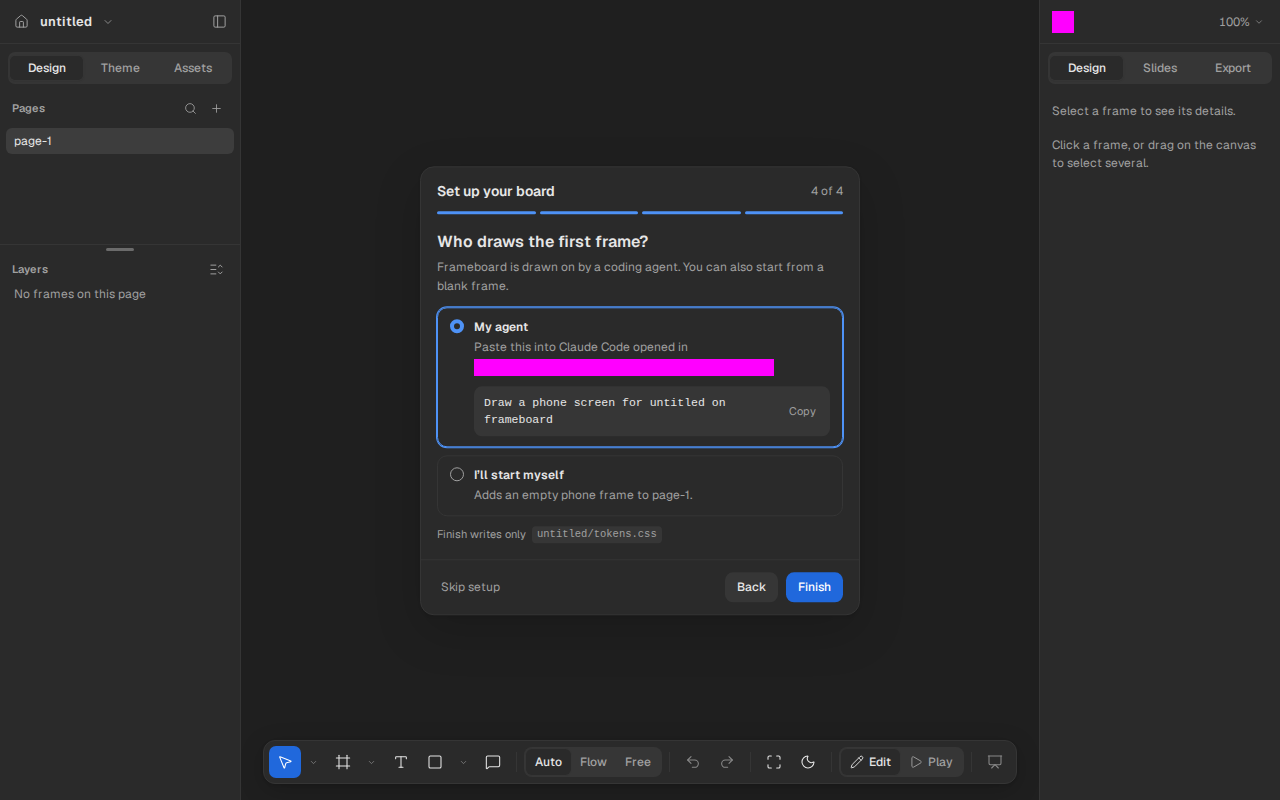 untitled
Design Theme Assets
Pages
page-1
Layers
No frames on this page
Set up your board
4 of 4
Who draws the first frame?
Frameboard is drawn on by a coding agent. You can also start from a
blank frame.
My agent
Paste this into Claude Code opened in
Draw a phone screen for untitled on
frameboard
Copy
I'll start myself
Adds an empty phone frame to page-1.
Finish writes only untitled/tokens.css
Skip setup
Back
Finish
Auto Flow Free
Edit
Play
100%
Design Slides Export
Select a frame to see its details.
Click a frame, or drag on the canvas
to select several.